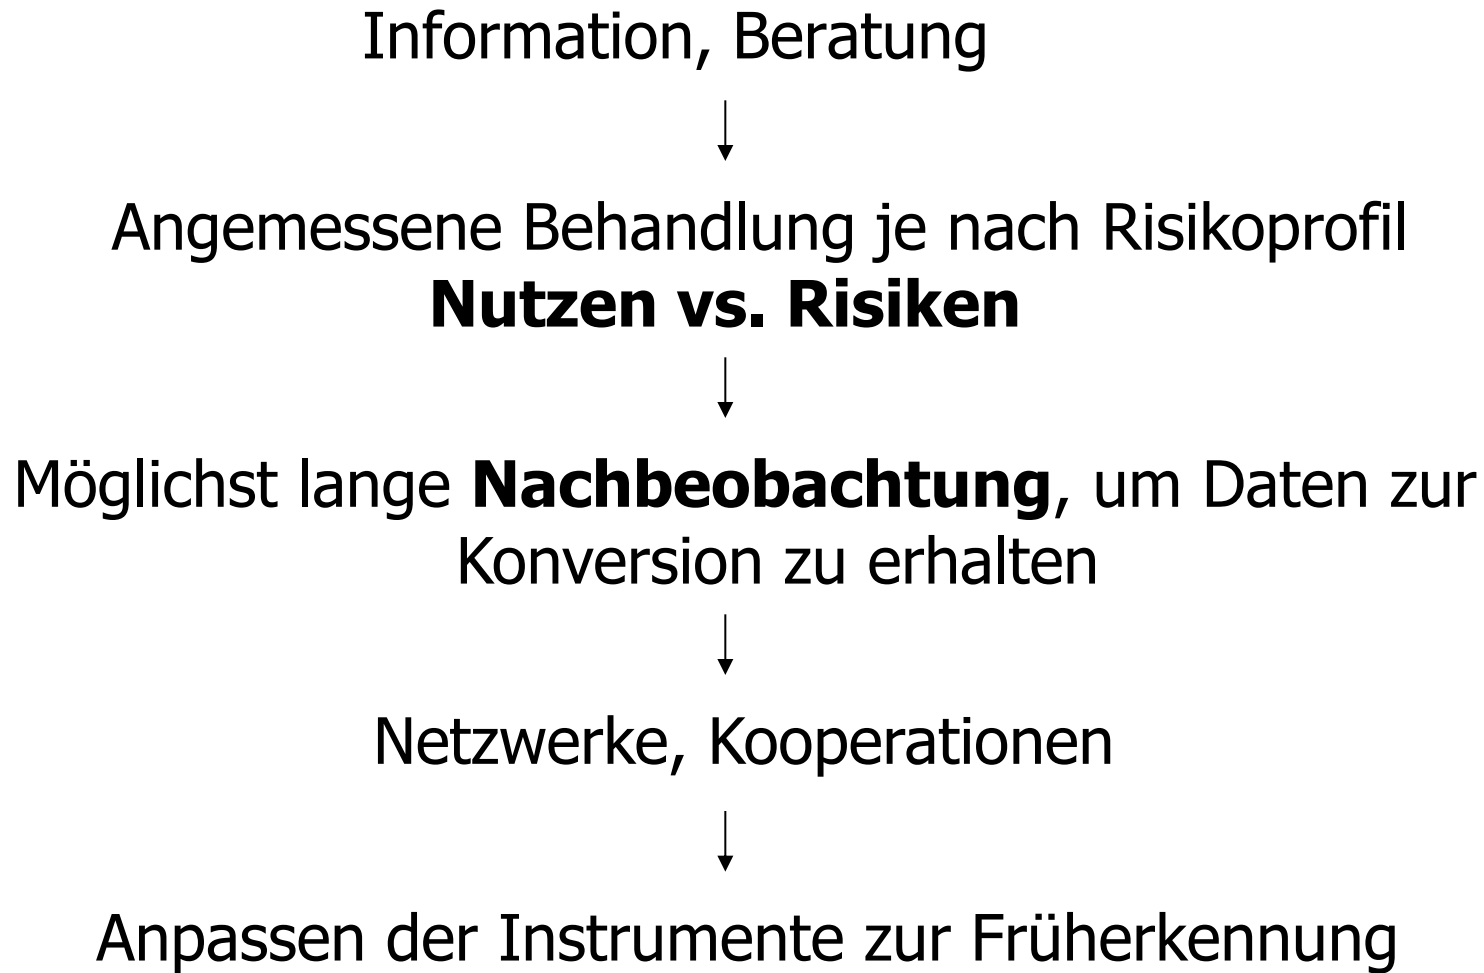 Information, Beratung
Angemessene Behandlung je nach Risikoprofil
Nutzen vs. Risiken
Möglichst lange Nachbeobachtung, um Daten zur
Konversion zu erhalten
Netzwerke, Kooperationen
Anpassen der Instrumente zur Früherkennung